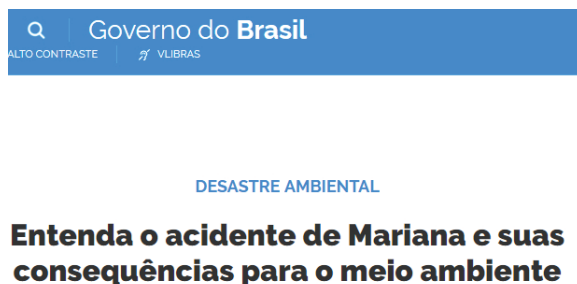 Governo do Brasil
ALTO CONTRASTE VLIBRAS
DESASTRE AMBIENTAL
Entenda o acidente de Mariana e suas
consequências para o meio ambiente